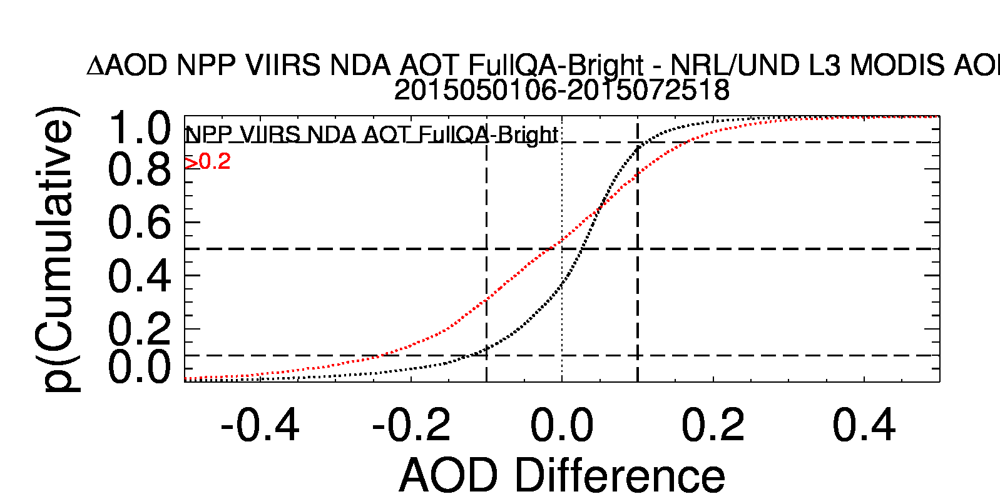 ΔAOD NPP VIIRS NDA AOT FullQA-Bright - NRL/UND L3 MODIS AO
2015050106-2015072518
p(Cumulative)
1.0
0.8
0.6
0.4
0.2
0.0
NPP VIIRS NDA AOT FullQA-Bright
>0.2
-0.4 -0.2 0.0 0.2 0.4
AOD Difference